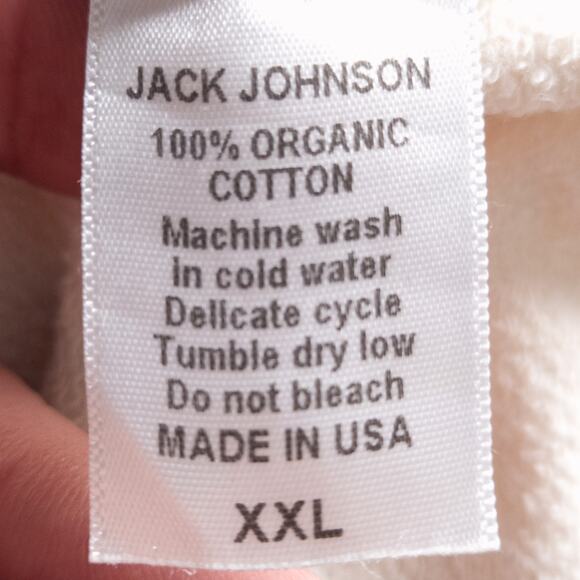 JACK JOHNSON
100% ORGANIC
COTTON
Machine wash
in cold water
Delicate cycle
Tumble dry low
Do not bleach
MADE IN USA
XXL